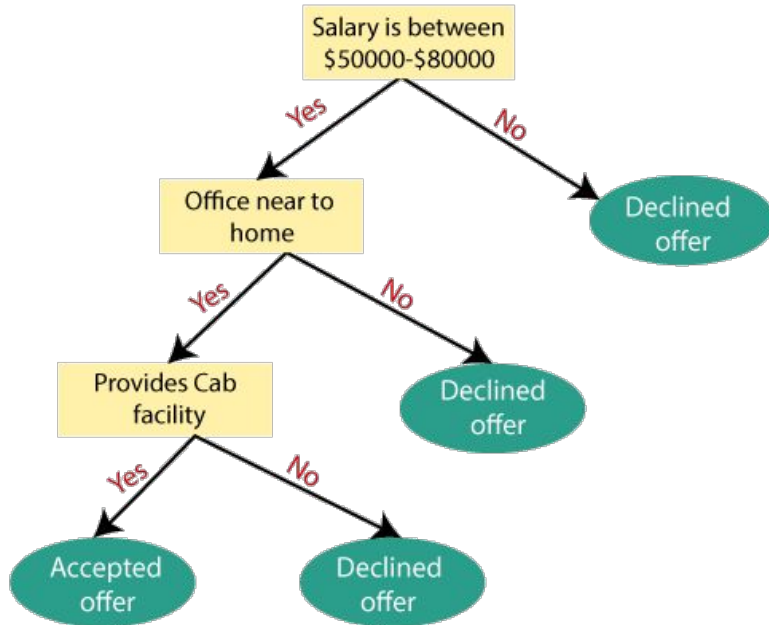 Salary is between
$50000-$80000
Yes
No
Office near to
home
Declined
offer
Yes
No
Provides Cab
facility
Declined
offer
Yes
No
Accepted
offer
Declined
offer